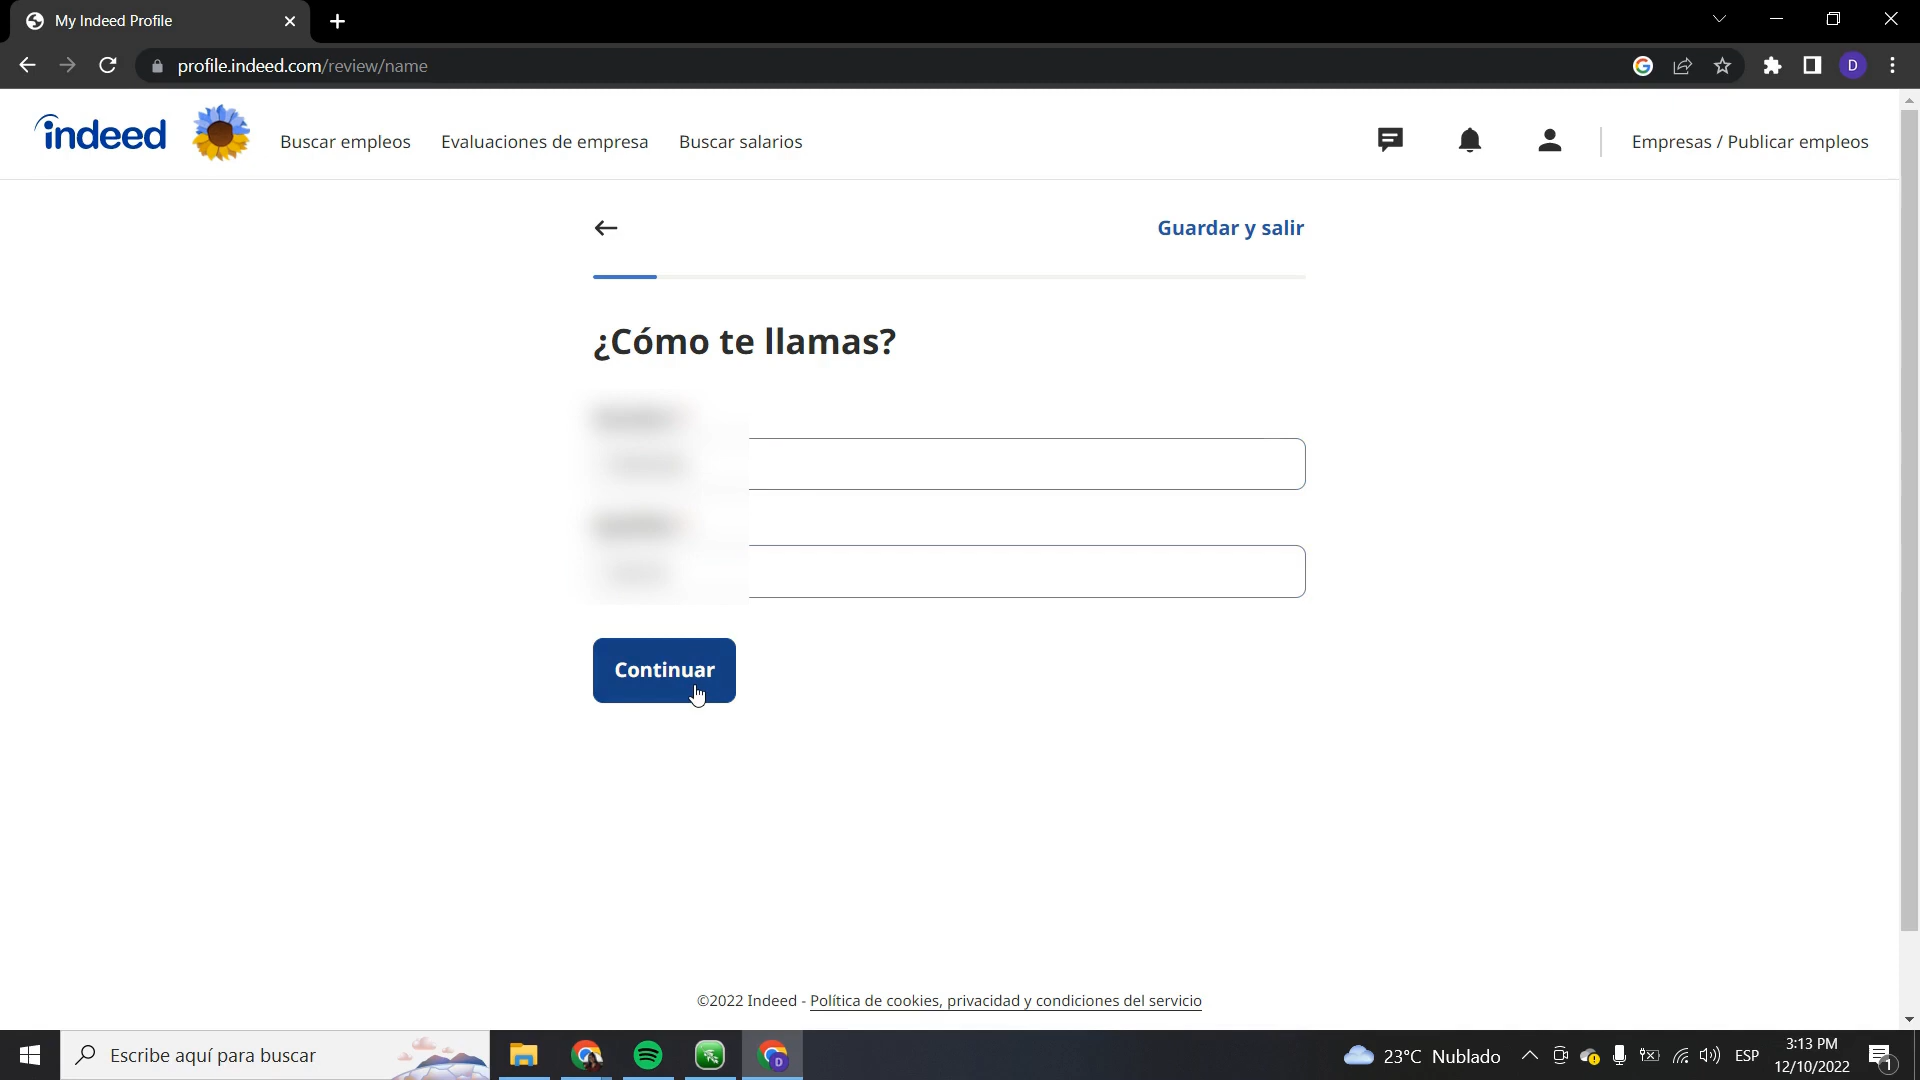 My Indeed Profile
profile.indeed.com/review/name
D
indeed
Buscar empleos
Evaluaciones de empresa
Buscar salarios
Empresas / Publicar empleos
Guardar y salir
¿Cómo te llamas?
Continuar
©2022 Indeed - Política de cookies, privacidad y condiciones del servicio
Escribe aquí para buscar
D
23°C Nublado
ESP
3:13 PM
12/10/2022
1